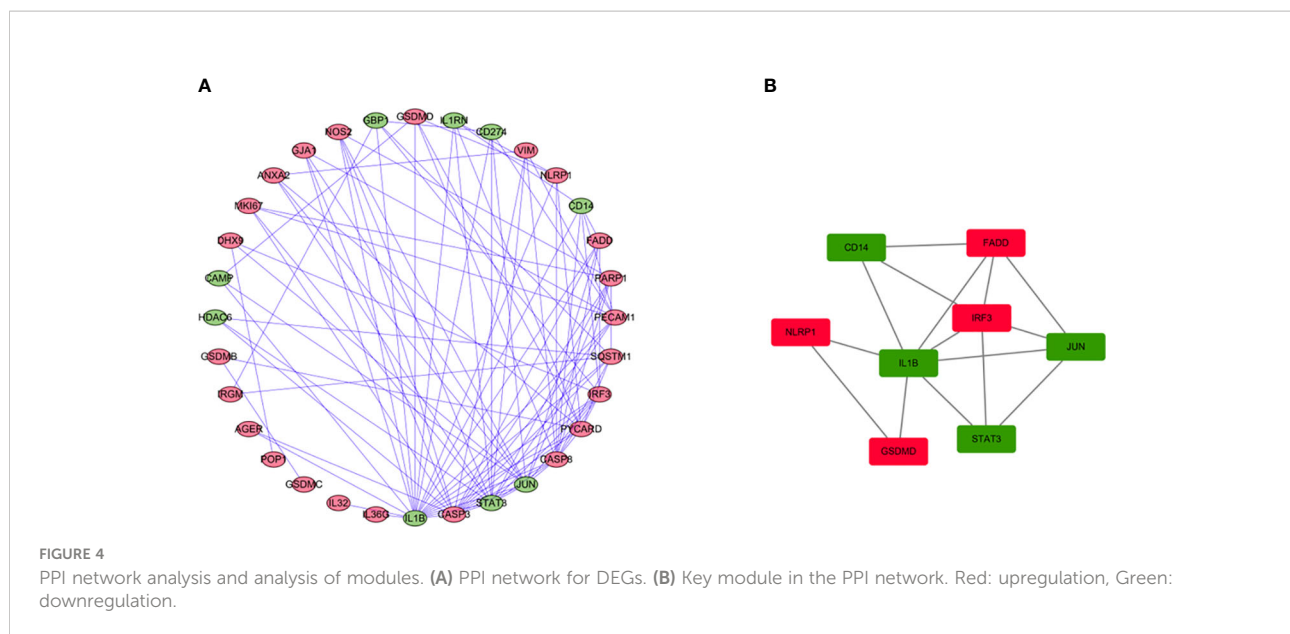 A
B
GSDMD
IL1RN
CD274
VIM
NLRP1
CD14
FADD
PARP1
PECAM1
SQSTM1
IRF3
PYCARD
CASP8
JUN
STAT3
CASP3
IL1B
IL36G
IL32
GSDMC
POP1
AGER
IRGM
GSDMB
HDAC6
CAMP
DHX9
MKI67
ANXA2
GJA1
NOS2
GBP1
CD14
FADD
NLRP1
IRF3
IL1B
JUN
GSDMD
STAT3
FIGURE 4
PPI network analysis and analysis of modules. (A) PPI network for DEGs. (B) Key module in the PPI network. Red: upregulation, Green:
downregulation.